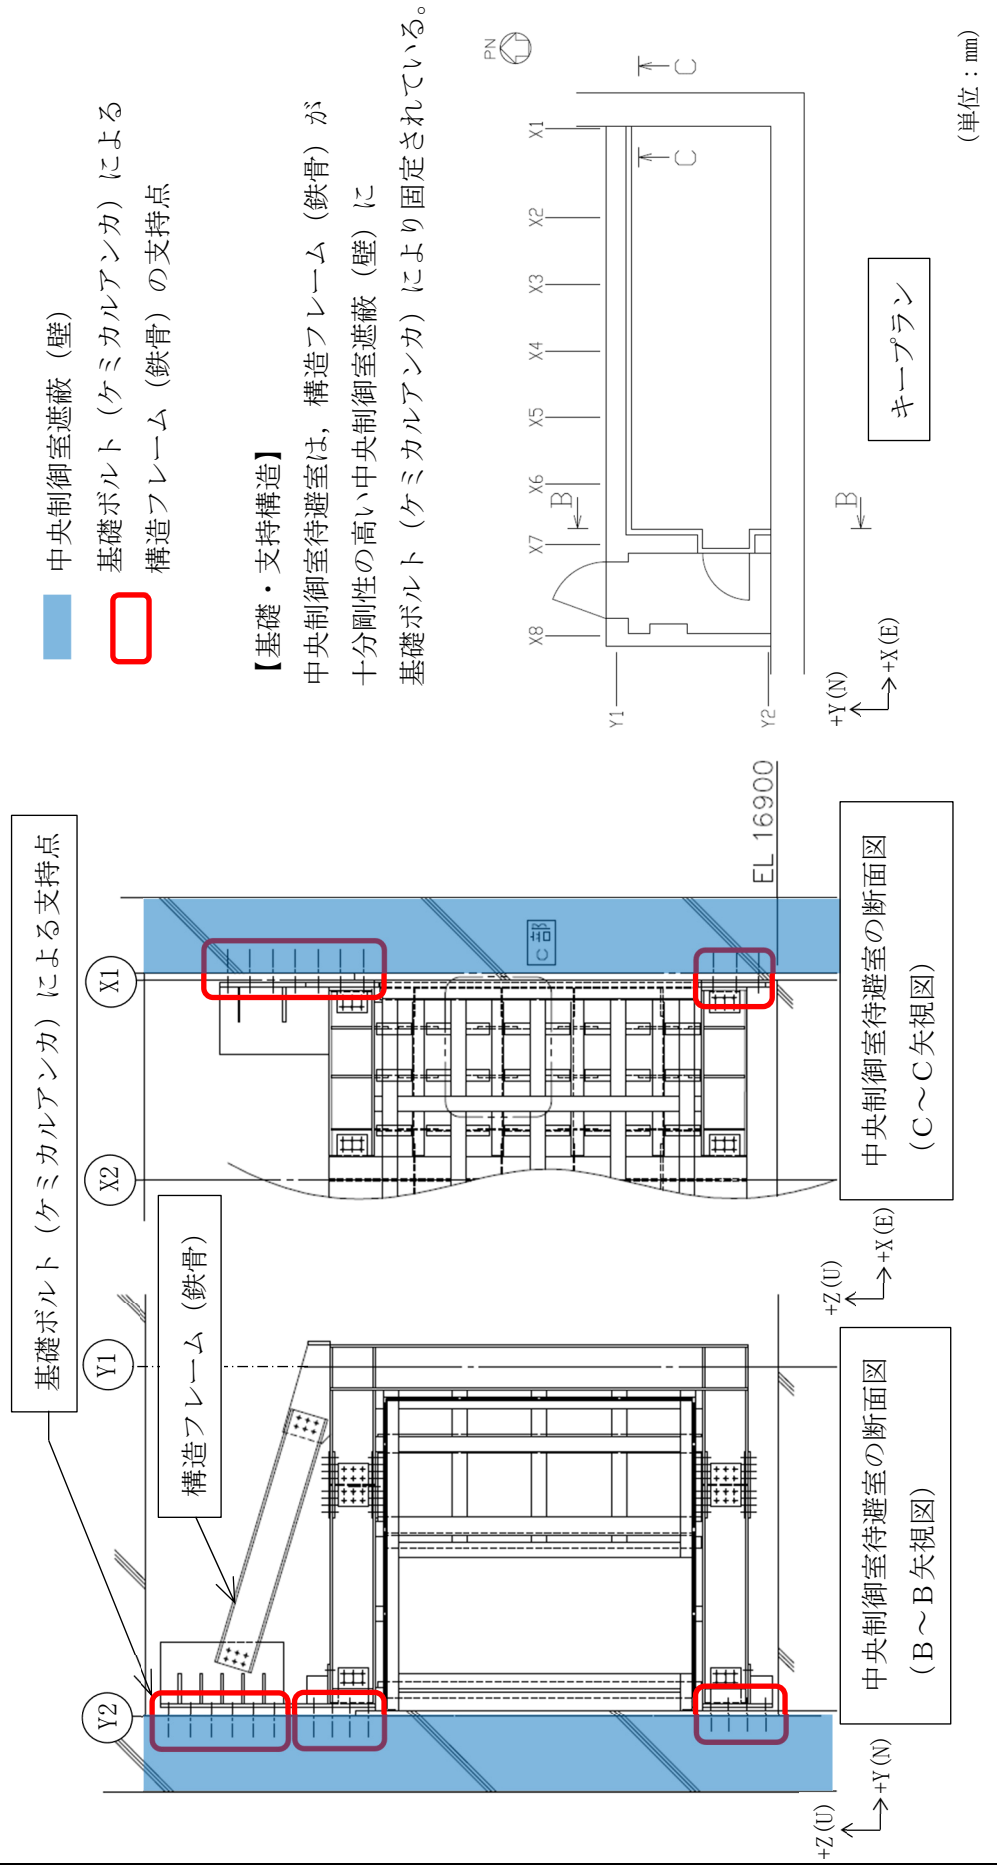 基礎ボルト（ケミカルアンカ）による支持点
構造フレーム（鉄骨）
Y2
Y1
X2
X1
C部
EL 16900
+Z(U)
+Y(N)
中央制御室待避室の断面図
（B～B矢視図）
+Z(U)
+X(E)
中央制御室待避室の断面図
（C～C矢視図）
中央制御室遮蔽（壁）
基礎ボルト（ケミカルアンカ）による
構造フレーム（鉄骨）の支持点
【基礎・支持構造】
中央制御室待避室は，構造フレーム（鉄骨）が
十分剛性の高い中央制御室遮蔽（壁）に
基礎ボルト（ケミカルアンカ）により固定されている。
PN
X8
X7
X6
X5
X4
X3
X2
X1
Y1
Y2
B
B
C
C
+Y(N)
+X(E)
キープラン
(単位：mm)